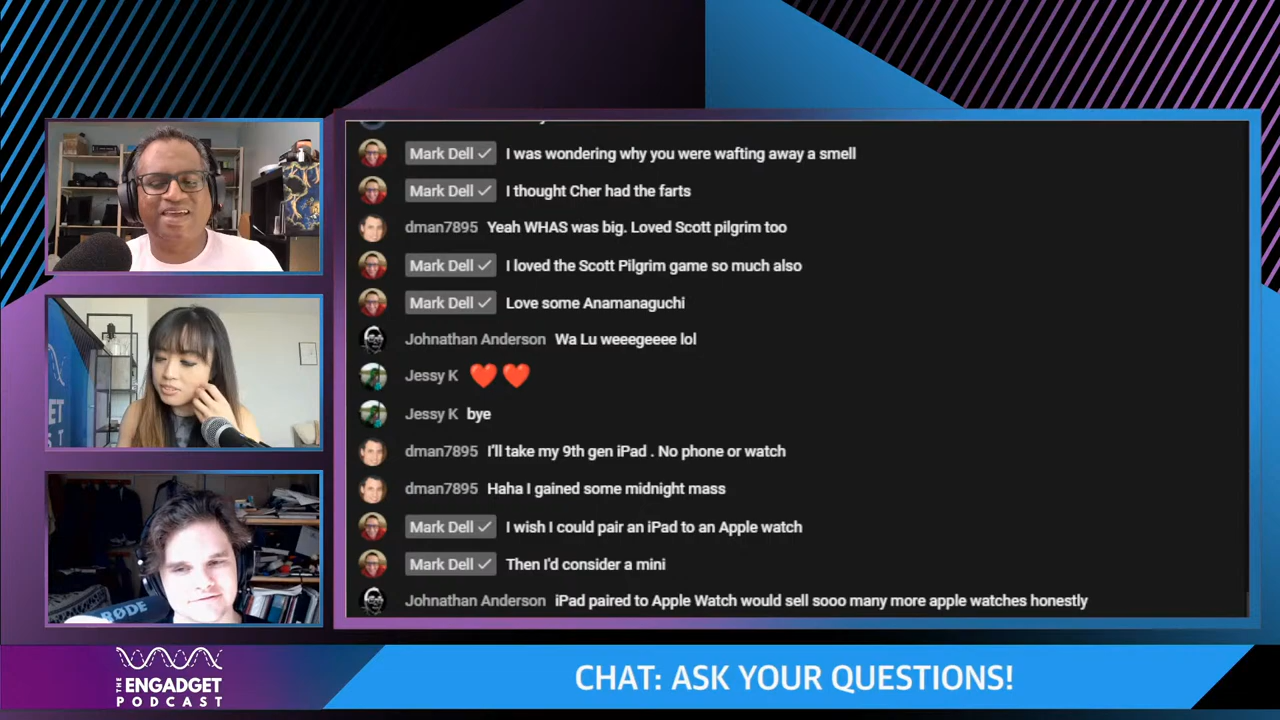 Mark Dell ✓ I was wondering why you were wafting away a smell
Mark Dell ✓ I thought Cher had the farts
dman7895 Yeah WHAS was big. Loved Scott pilgrim too
Mark Dell ✓ I loved the Scott Pilgrim game so much also
Mark Dell ✓ Love some Anamanaguchi
Johnathan Anderson Wa Lu weeegeeee lol
Jessy K ❤️❤️
Jessy K bye
dman7895 I'll take my 9th gen iPad . No phone or watch
dman7895 Haha I gained some midnight mass
Mark Dell ✓ I wish I could pair an iPad to an Apple watch
Mark Dell ✓ Then I'd consider a mini
Johnathan Anderson iPad paired to Apple Watch would sell sooo many more apple watches honestly
RØDE
THE
ENGADGET
PODCAST
CHAT: ASK YOUR QUESTIONS!